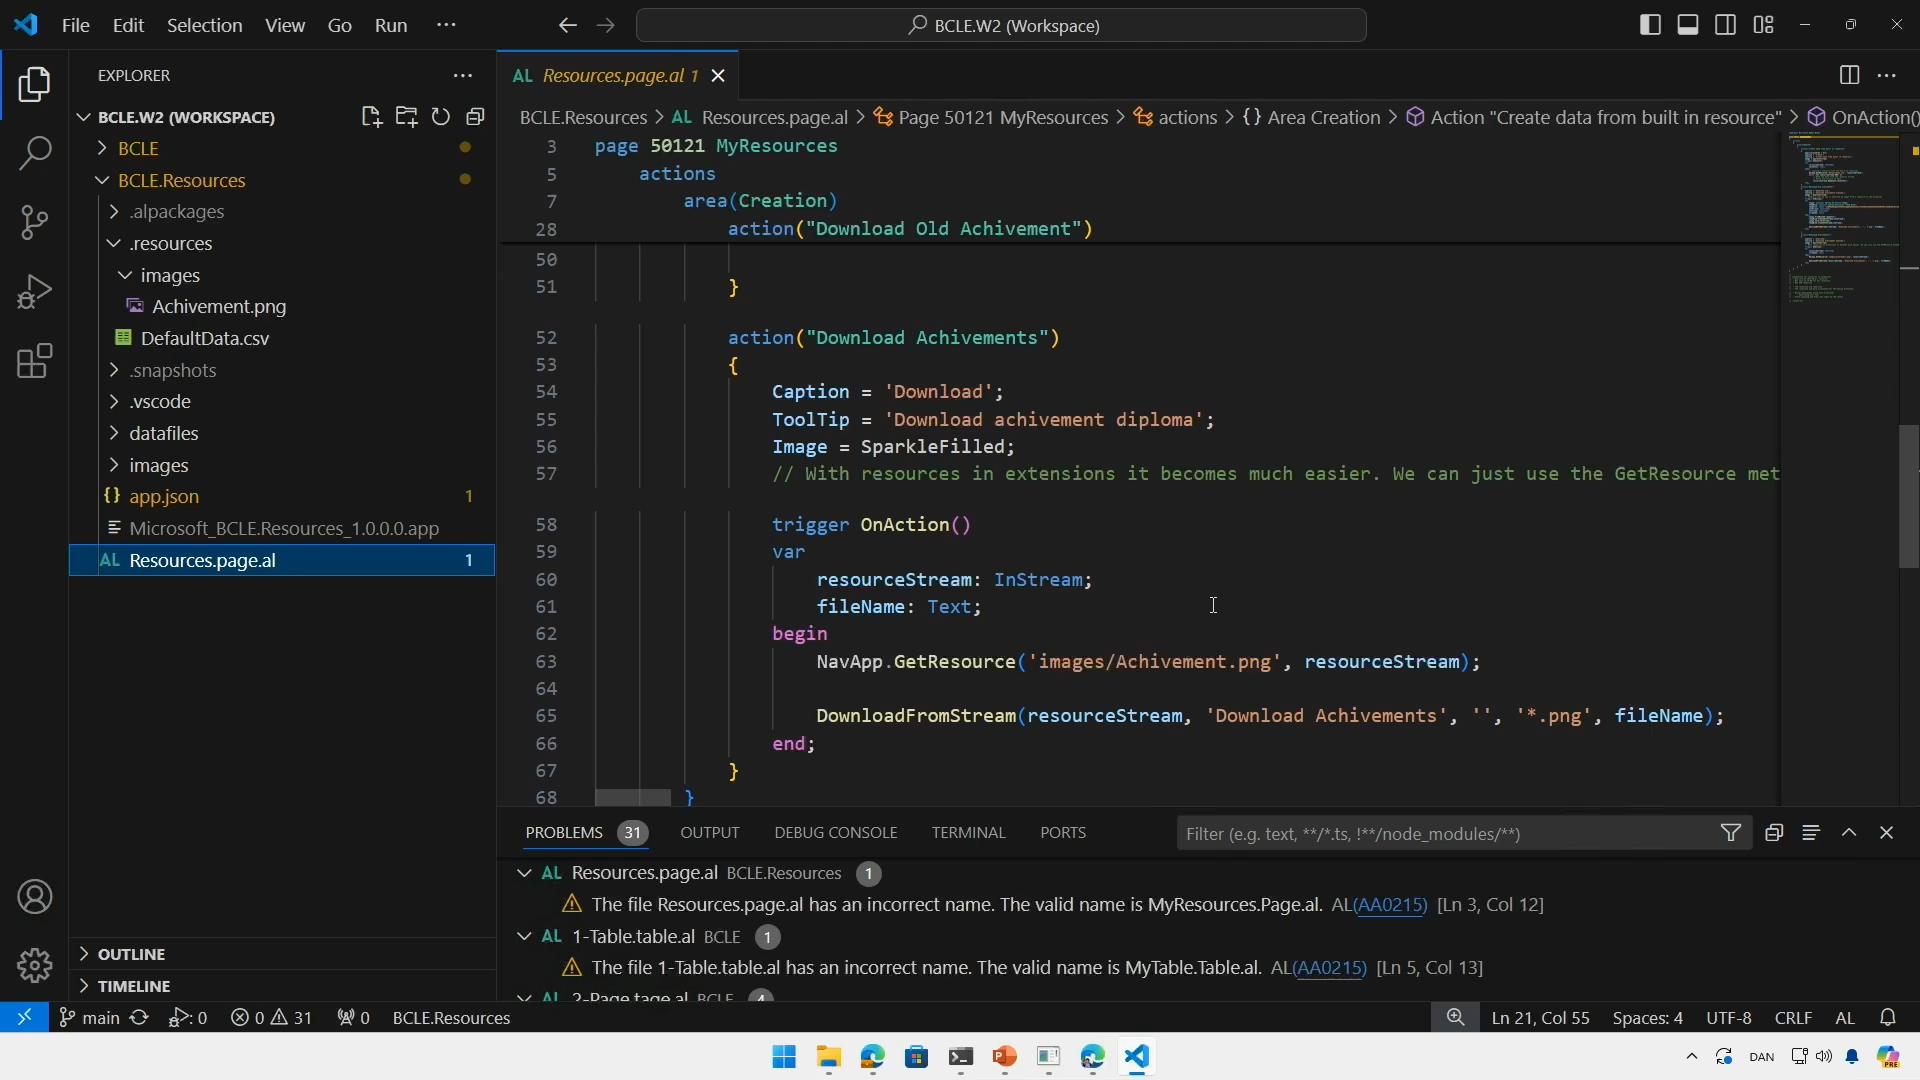 File Edit Selection View Go Run ···
BCLE.W2 (Workspace)
EXPLORER
BCLE.W2 (WORKSPACE)
BCLE
BCLE.Resources
.alpackages
.resources
images
Achivement.png
DefaultData.csv
.snapshots
.vscode
datafiles
images
{} app.json 1
Microsoft_BCLE.Resources_1.0.0.0.app
AL Resources.page.al 1
OUTLINE
TIMELINE
AL Resources.page.al 1
BCLE.Resources > AL Resources.page.al > Page 50121 MyResources > actions > {} Area Creation > Action "Create data from built in resource" > OnAction()
3 page 50121 MyResources
5 actions
7 area(Creation)
28 action("Download Old Achivement")
50
51 }
52 action("Download Achivements")
53 {
54 Caption = 'Download';
55 ToolTip = 'Download achivement diploma';
56 Image = SparkleFilled;
57 // With resources in extensions it becomes much easier. We can just use the GetResource met
58 trigger OnAction()
59 var
60 resourceStream: InStream;
61 fileName: Text;
62 begin
63 NavApp.GetResource('images/Achivement.png', resourceStream);
64
65 DownloadFromStream(resourceStream, 'Download Achivements', '', '*.png', fileName);
66 end;
67 }
68 }
PROBLEMS 31 OUTPUT DEBUG CONSOLE TERMINAL PORTS Filter (e.g. text, **/*.ts, !**/node_modules/**)
AL Resources.page.al BCLE.Resources 1
The file Resources.page.al has an incorrect name. The valid name is MyResources.Page.al. AL(AA0215) [Ln 3, Col 12]
AL 1-Table.table.al BCLE 1
The file 1-Table.table.al has an incorrect name. The valid name is MyTable.Table.al. AL(AA0215) [Ln 5, Col 13]
AL 2-Page.tage.al BCLE 4
main 0 0 31 0 BCLE.Resources Ln 21, Col 55 Spaces: 4 UTF-8 CRLF AL
DAN PRE